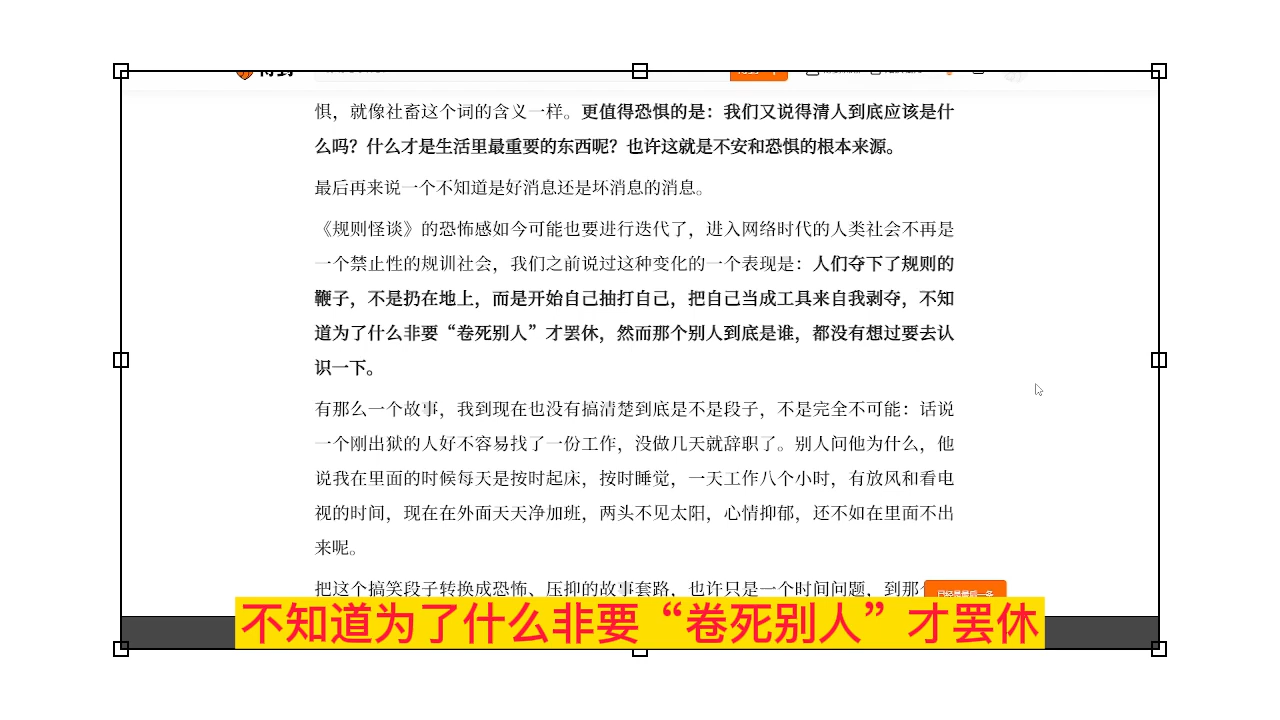 惧，就像社畜这个词的含义一样。更值得恐惧的是：我们又说得清人到底应该是什
么吗？什么才是生活里最重要的东西呢？也许这就是不安和恐惧的根本来源。
最后再来说一个不知道是好消息还是坏消息的消息。
《规则怪谈》的恐怖感如今可能也要进行迭代了，进入网络时代的人类社会不再是
一个禁止性的规训社会，我们之前说过这种变化的一个表现是：人们夺下了规则的
鞭子，不是扔在地上，而是开始自己抽打自己，把自己当成工具来自我剥夺，不知
道为了什么非要“卷死别人”才罢休，然而那个别人到底是谁，都没有想过要去认
识一下。
有那么一个故事，我到现在也没有搞清楚到底是不是段子，不是完全不可能：话说
一个刚出狱的人好不容易找了一份工作，没做几天就辞职了。别人问他为什么，他
说我在里面的时候每天是按时起床，按时睡觉，一天工作八个小时，有放风和看电
视的时间，现在在外面天天净加班，两头不见太阳，心情抑郁，还不如在里面不出
来呢。
把这个搞笑段子转换成恐怖、压抑的故事套路，也许只是一个时间问题，到那
已经是最后一条
不知道为了什么非要“卷死别人”才罢休